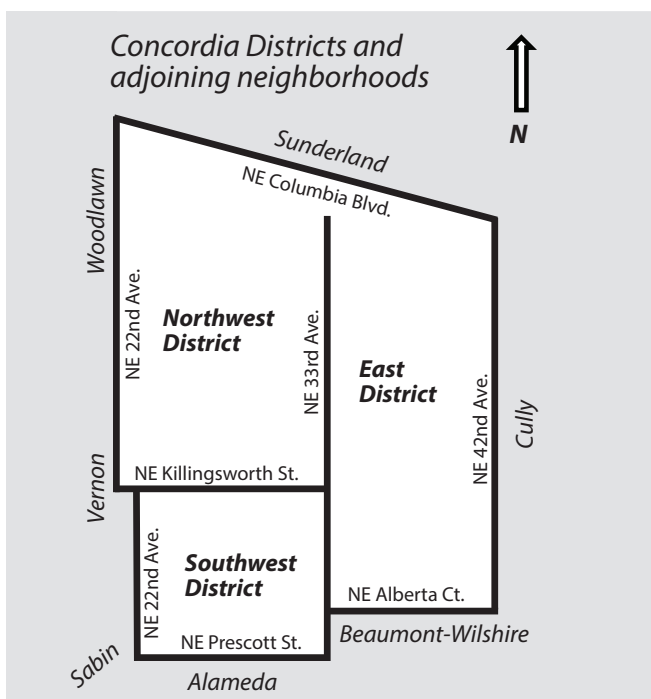 Concordia Districts and
adjoining neighborhoods
N
Sunderland
NE Columbia Blvd.
Woodlawn
NE 22nd Ave.
Northwest
District
NE 33rd Ave.
East
District
NE 42nd Ave.
Cully
Vernon
NE Killingsworth St.
NE 22nd Ave.
Southwest
District
NE Alberta Ct.
Beaumont-Wilshire
NE Prescott St.
Sabin
Alameda